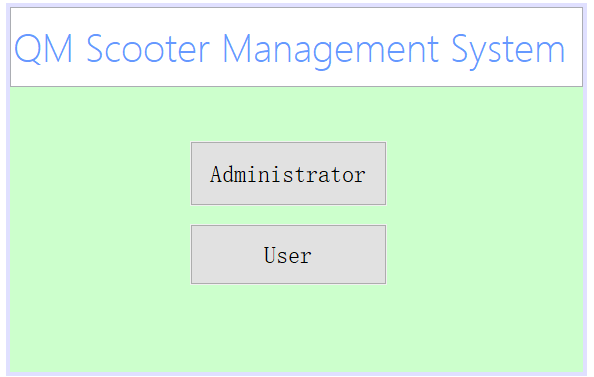 QM Scooter Management System
Administrator
User